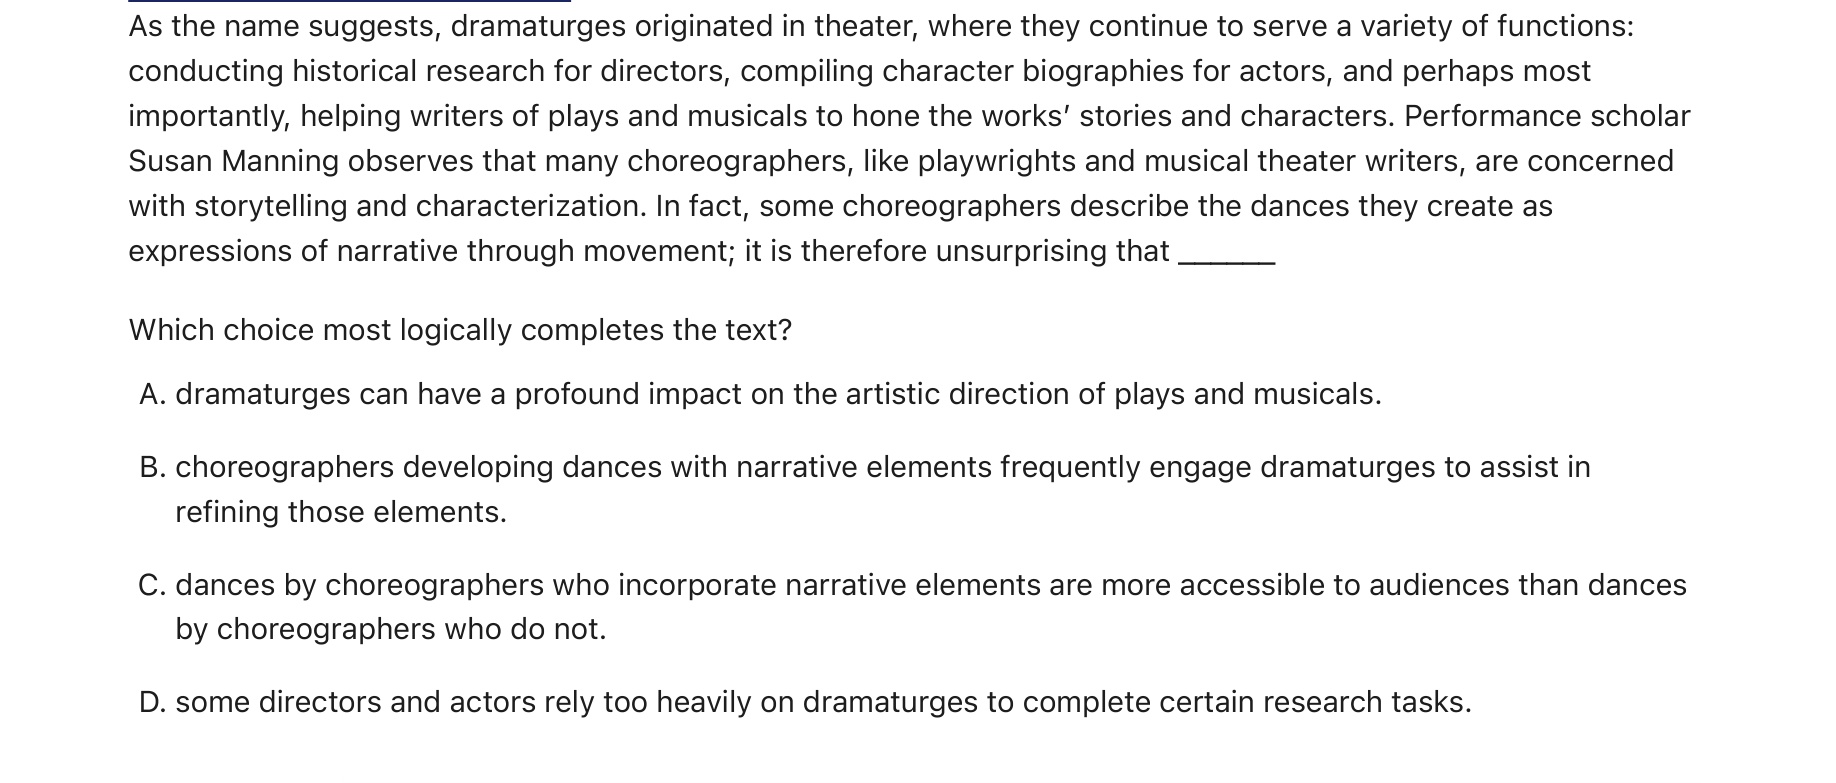 As the name suggests, dramaturges originated in theater, where they continue to serve a variety of functions:
conducting historical research for directors, compiling character biographies for actors, and perhaps most
importantly, helping writers of plays and musicals to hone the works’ stories and characters. Performance scholar
Susan Manning observes that many choreographers, like playwrights and musical theater writers, are concerned
with storytelling and characterization. In fact, some choreographers describe the dances they create as
expressions of narrative through movement; it is therefore unsurprising that ______
Which choice most logically completes the text?
A. dramaturges can have a profound impact on the artistic direction of plays and musicals.
B. choreographers developing dances with narrative elements frequently engage dramaturges to assist in
refining those elements.
C. dances by choreographers who incorporate narrative elements are more accessible to audiences than dances
by choreographers who do not.
D. some directors and actors rely too heavily on dramaturges to complete certain research tasks.